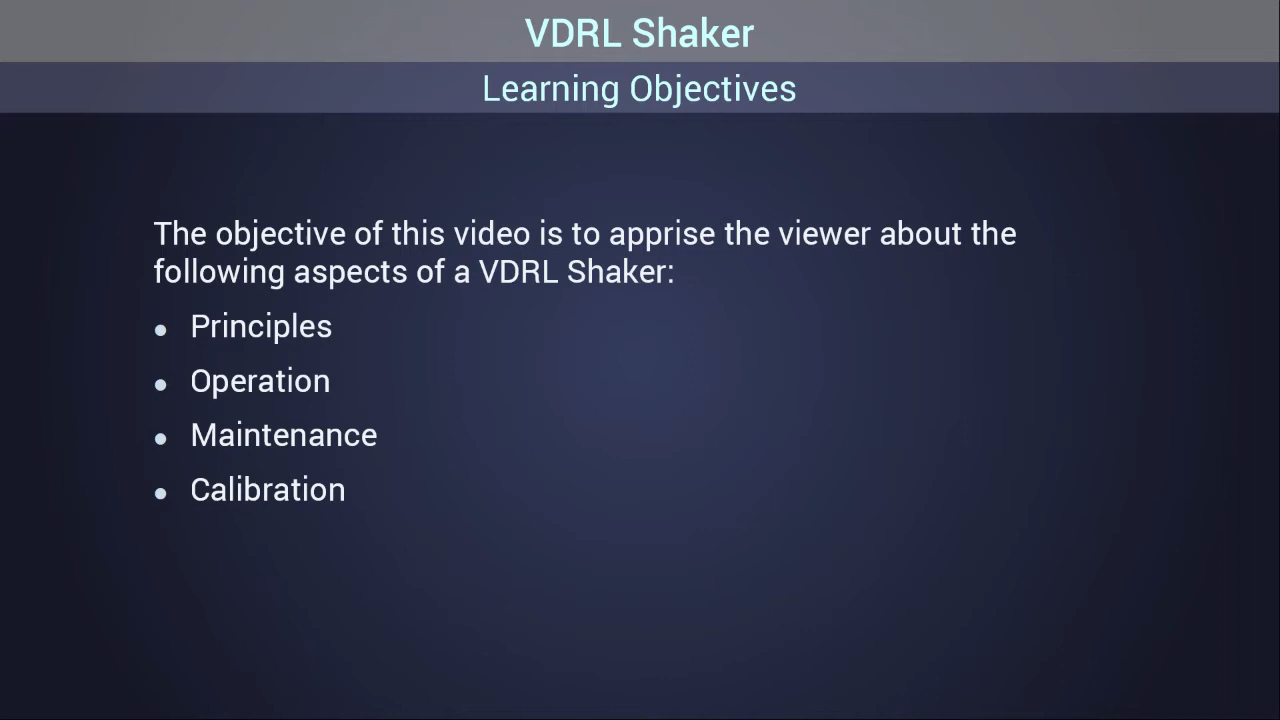 VDRL Shaker
Learning Objectives
The objective of this video is to apprise the viewer about the
following aspects of a VDRL Shaker:
• Principles
• Operation
• Maintenance
• Calibration